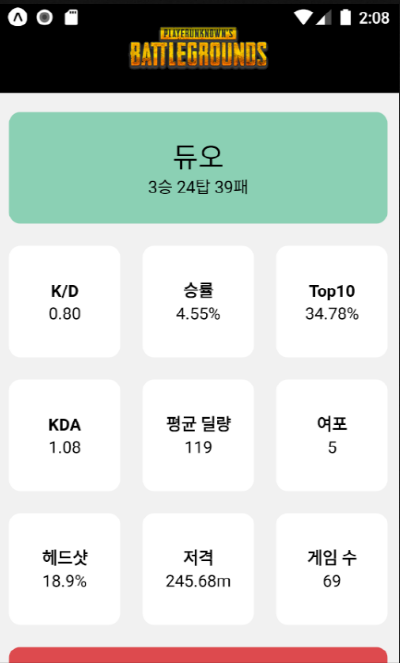 2:08
PLAYERUNKNOWN'S
BATTLEGROUNDS
듀오
3승 24탑 39패
K/D
0.80
승률
4.55%
Top10
34.78%
KDA
1.08
평균 딜량
119
여포
5
헤드샷
18.9%
저격
245.68m
게임 수
69